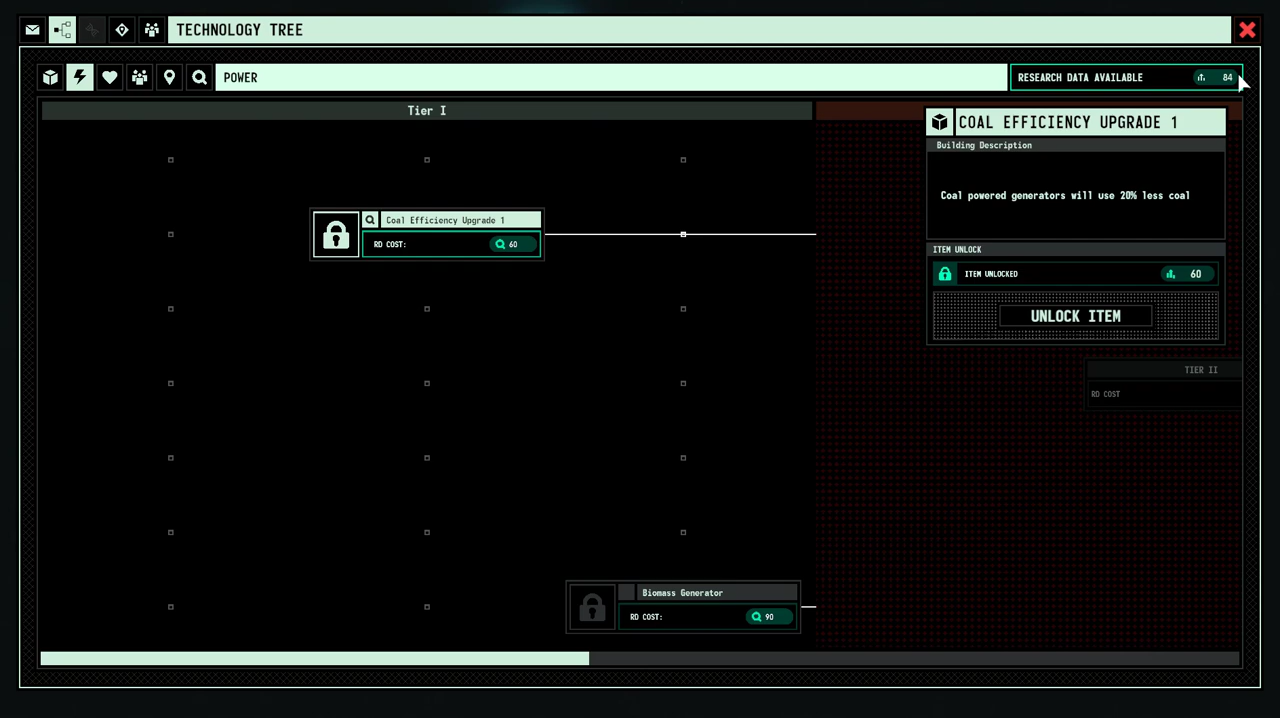 TECHNOLOGY TREE
POWER
RESEARCH DATA AVAILABLE 84
Tier I
COAL EFFICIENCY UPGRADE 1
Building Description
Coal powered generators will use 20% less coal
Coal Efficiency Upgrade 1
RD COST: 60
ITEM UNLOCK
ITEM UNLOCKED 60
UNLOCK ITEM
TIER II
RD COST
Biomass Generator
RD COST: 90